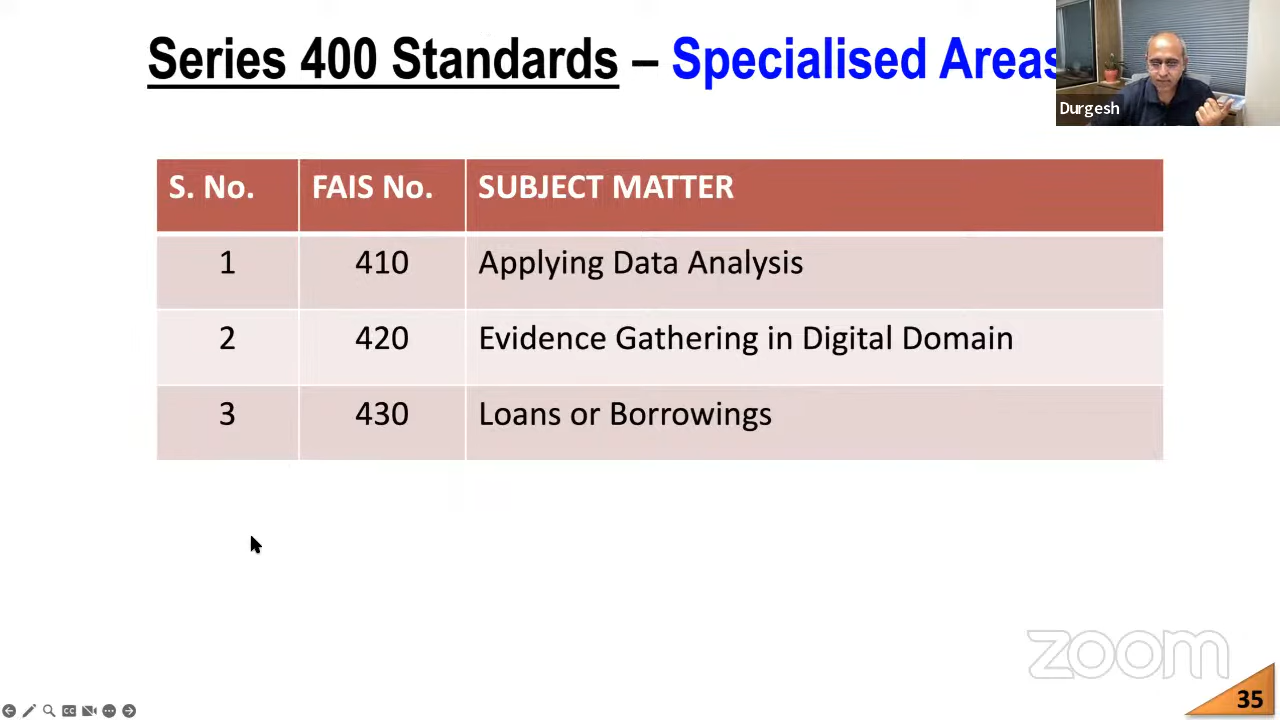 Series 400 Standards – Specialised Areas
Durgesh
S. No. FAIS No. SUBJECT MATTER
1 410 Applying Data Analysis
2 420 Evidence Gathering in Digital Domain
3 430 Loans or Borrowings
zoom
35